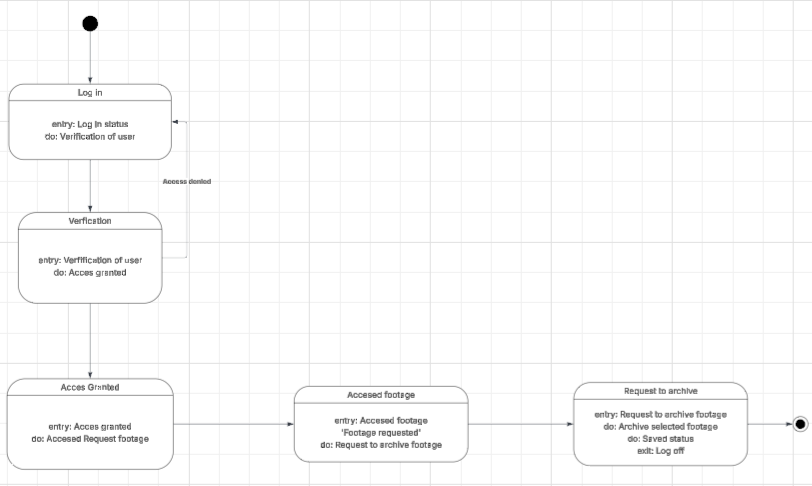 Log in
entry: Log in status
do: Verification of user
Access denied
Verfication
entry: Verffication of user
do: Acces granted
Acces Granted
entry: Acces granted
do: Accesed Request footage
Accesed footage
entry: Accesed footage
'Footage requested'
do: Request to archive footage
Request to archive
entry: Request to archive footage
do: Archive selected footage
do: Saved status
exit: Log off